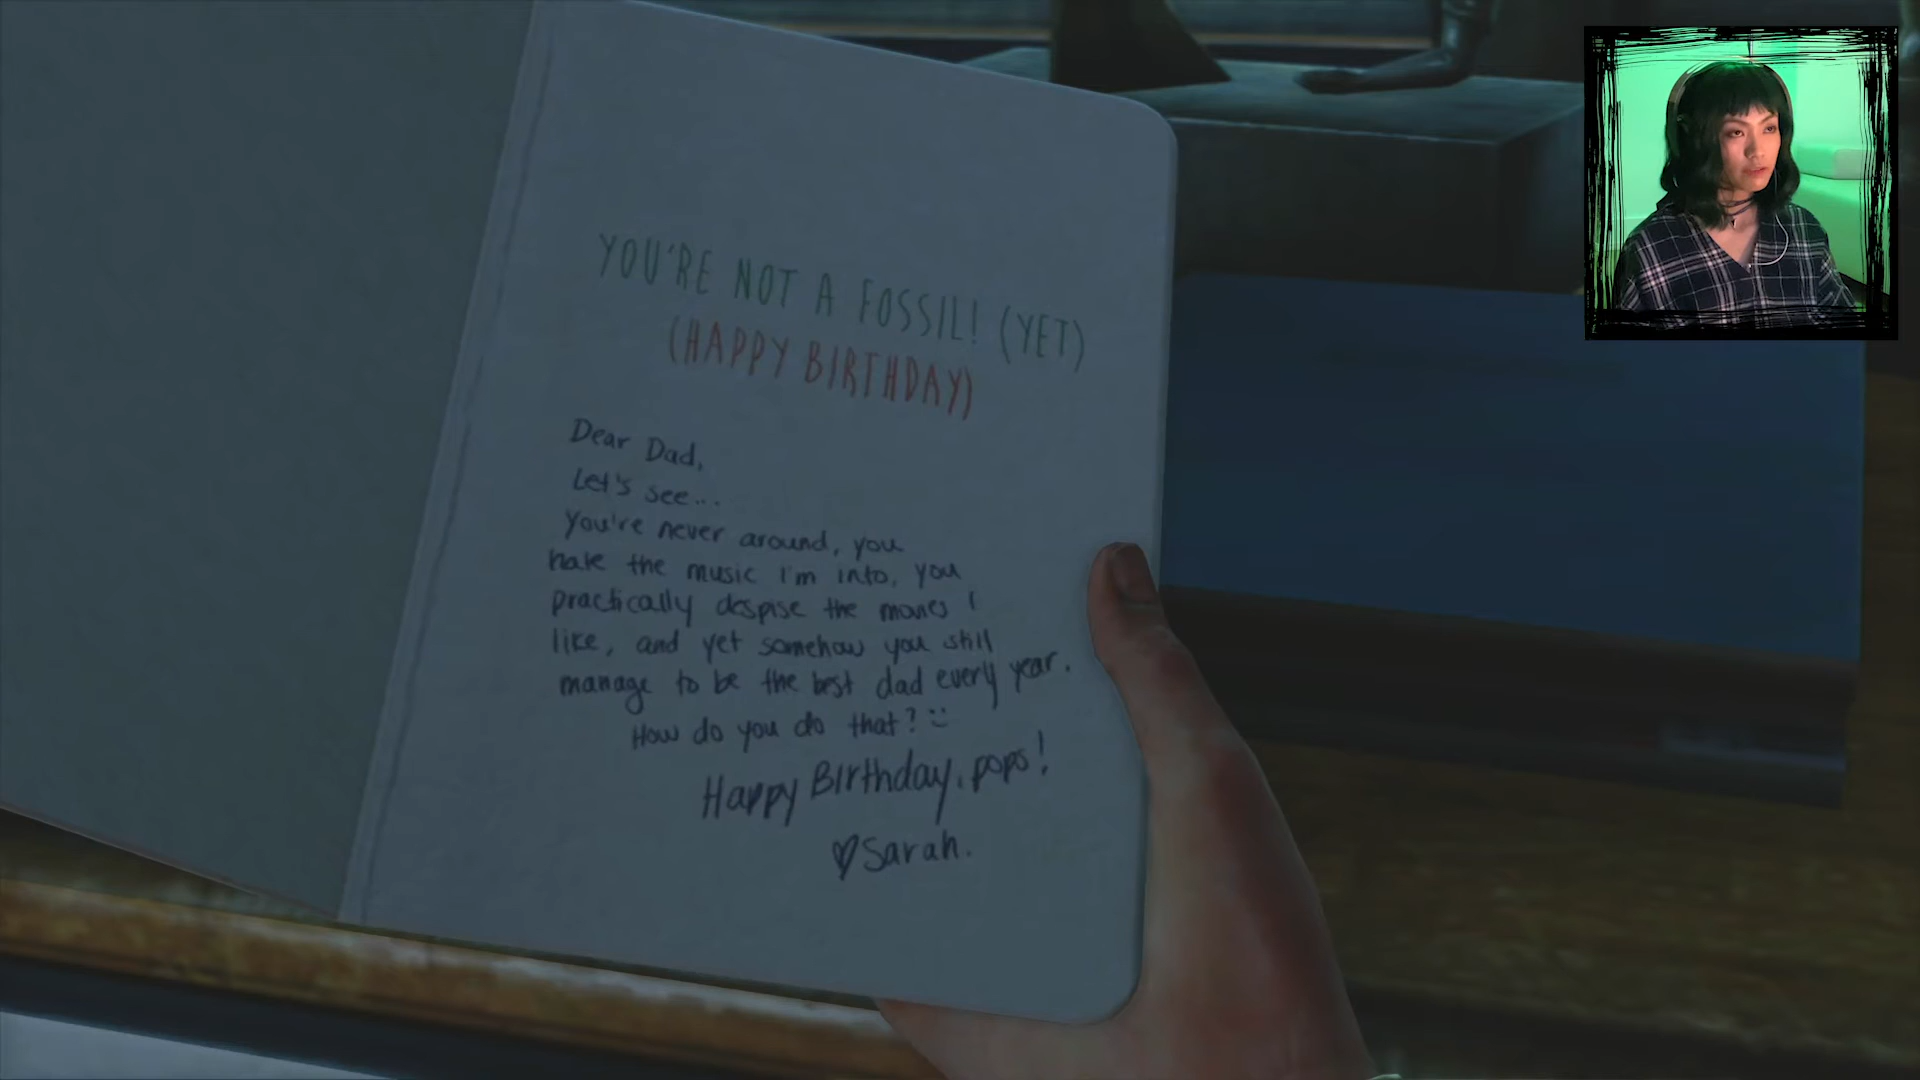 YOU'RE NOT A FOSSIL! (YET)
(HAPPY BIRTHDAY)
Dear Dad,
Let's see...
You're never around, you
hate the music I'm into, you
practically despise the movies I
like, and yet somehow you still
manage to be the best dad every year.
How do you do that? :)
Happy Birthday, pops!
♡ Sarah.